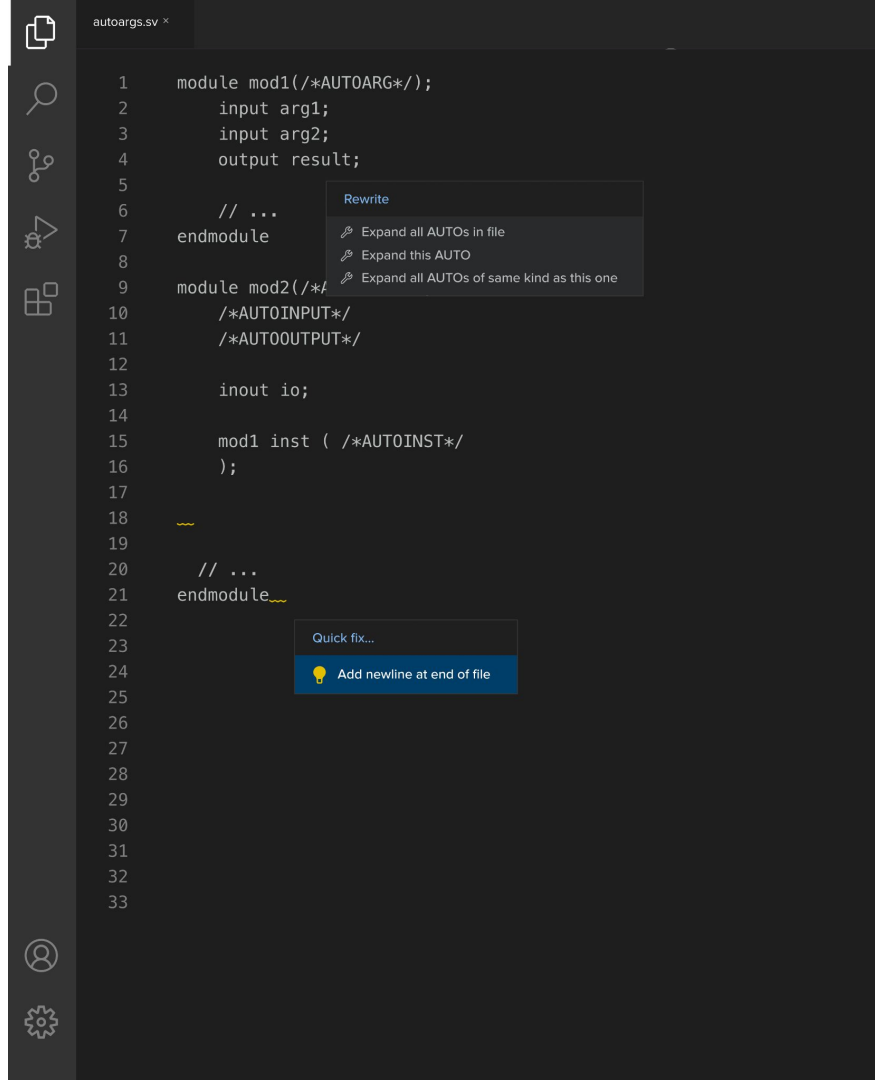 autoargs.sv ×
1 module mod1(/*AUTOARG*/);
2 input arg1;
3 input arg2;
4 output result;
5
6 // ...
7 endmodule
8
9 module mod2(/*A
10 /*AUTOINPUT*/
11 /*AUTOOUTPUT*/
12
13 inout io;
14
15 mod1 inst ( /*AUTOINST*/
16 );
17
18
19
20 // ...
21 endmodule
22
23
24
25
26
27
28
29
30
31
32
33
Rewrite
Expand all AUTOs in file
Expand this AUTO
Expand all AUTOs of same kind as this one
Quick fix...
Add newline at end of file